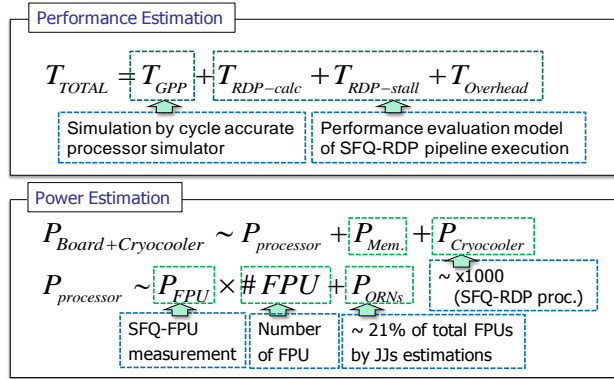 Performance Estimation
T_TOTAL = T_GPP + T_RDP−calc + T_RDP−stall + T_Overhead
Simulation by cycle accurate
processor simulator
Performance evaluation model
of SFQ-RDP pipeline execution
Power Estimation
P_Board+Cryocooler ~ P_processor + P_Mem. + P_Cryocooler
P_processor ~ P_FPU × # FPU + P_ORNs
~ x1000
(SFQ-RDP proc.)
SFQ-FPU
measurement
Number
of FPU
~ 21% of total FPUs
by JJs estimations